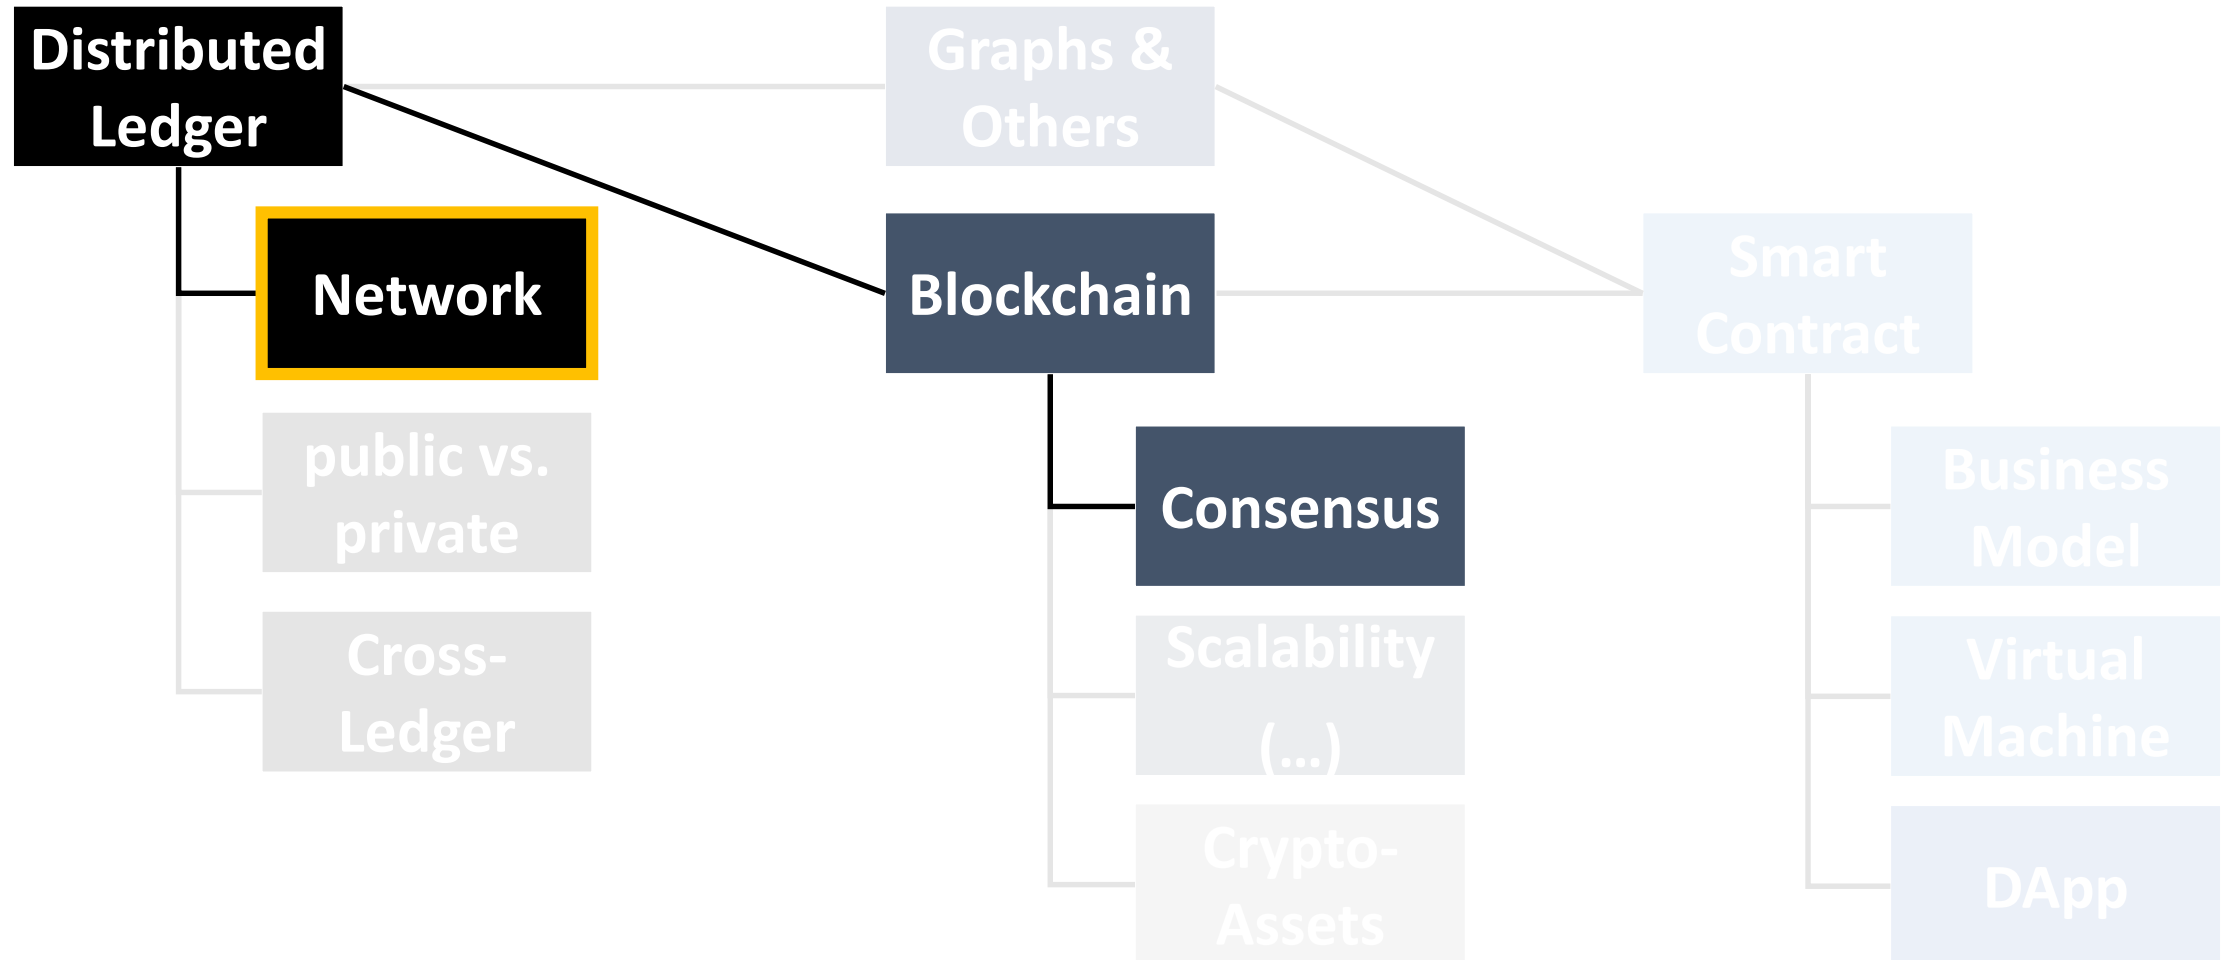 Distributed
Ledger
Graphs &
Others
Network
Blockchain
Smart
Contract
public vs.
private
Consensus
Business
Model
Cross-
Ledger
Scalability
(...)
Virtual
Machine
Crypto-
Assets
DApp